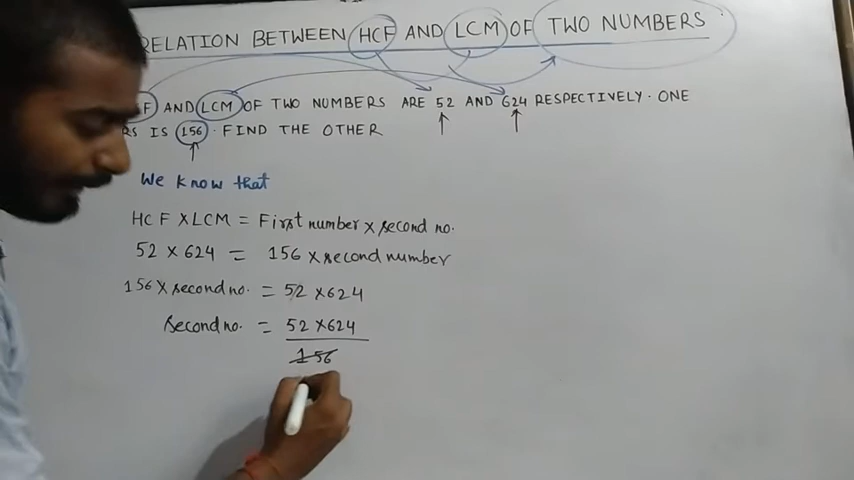 RELATION BETWEEN HCF AND LCM OF TWO NUMBERS
AND LCM OF TWO NUMBERS ARE 52 AND 624 RESPECTIVELY. ONE
IS 156. FIND THE OTHER
We know that
HCF X LCM = First number x second no.
52 x 624 = 156 x second number
156 x second no. = 52 x 624
Second no. = 52 x 624
156